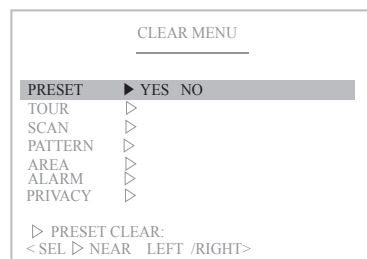 CLEAR MENU
PRESET ▶ YES NO
TOUR ▷
SCAN ▷
PATTERN ▷
AREA ▷
ALARM ▷
PRIVACY ▷
▷ PRESET CLEAR:
< SEL ▷ NEAR LEFT /RIGHT>